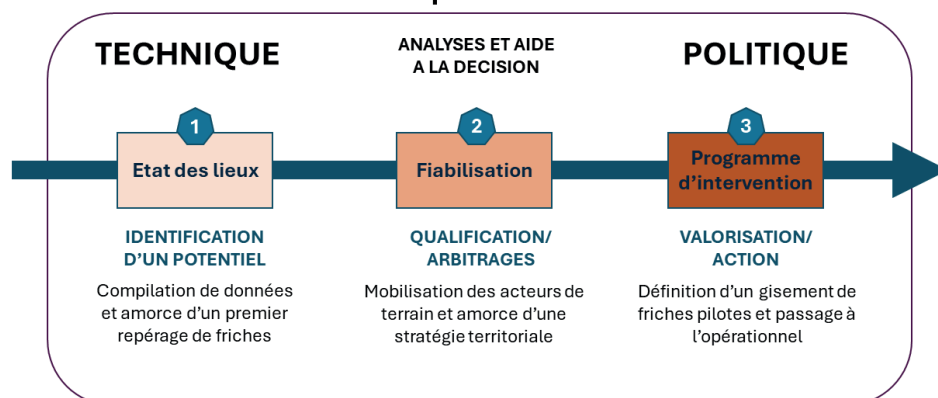 TECHNIQUE
ANALYSES ET AIDE
A LA DECISION
POLITIQUE
1
Etat des lieux
2
Fiabilisation
3
Programme
d’intervention
IDENTIFICATION
D’UN POTENTIEL
Compilation de données
et amorce d’un premier
repérage de friches
QUALIFICATION/
ARBITRAGES
Mobilisation des acteurs de
terrain et amorce d’une
stratégie territoriale
VALORISATION/
ACTION
Définition d’un gisement de
friches pilotes et passage à
l’opérationnel